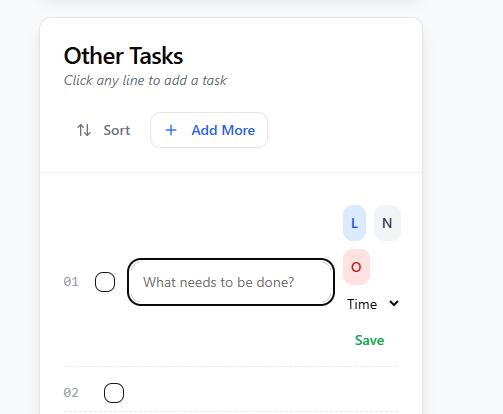 Other Tasks
Click any line to add a task
Sort
Add More
L N
O
01 What needs to be done?
Time
Save
02